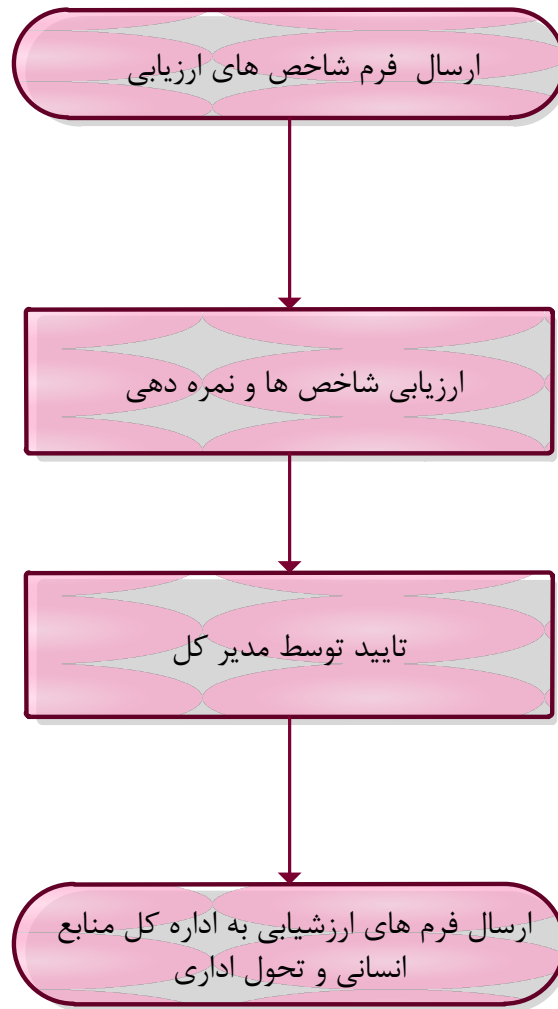 ارسال فرم شاخص های ارزیابی
ارزیابی شاخص ها و نمره دهی
تایید توسط مدیر کل
ارسال فرم های ارزشیابی به اداره کل منابع
انسانی و تحول اداری